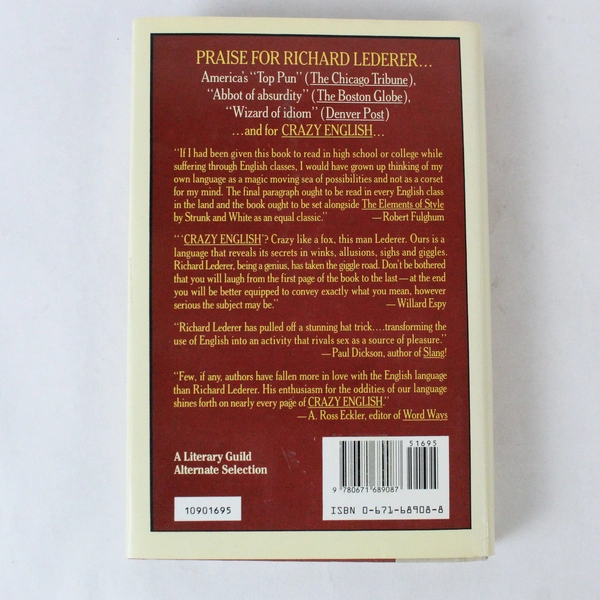 PRAISE FOR RICHARD LEDERER...
America's "Top Pun" (The Chicago Tribune),
"Abbot of absurdity" (The Boston Globe),
"Wizard of idiom" (Denver Post)
...and for CRAZY ENGLISH...
"If I had been given this book to read in high school or college while
suffering through English classes, I would have grown up thinking of my
own language as a magic moving sea of possibilities and not as a corset
for my mind. The final paragraph ought to be read in every English class
in the land and the book ought to be set alongside The Elements of Style
by Strunk and White as an equal classic." —Robert Fulghum
"'CRAZY ENGLISH'? Crazy like a fox, this man Lederer. Ours is a
language that reveals its secrets in winks, allusions, sighs and giggles.
Richard Lederer, being a genius, has taken the giggle road. Don't be bothered
that you will laugh from the first page of the book to the last—at the end
you will be better equipped to convey exactly what you mean, however
serious the subject may be." —Willard Espy
"Richard Lederer has pulled off a stunning hat trick....transforming the
use of English into an activity that rivals sex as a source of pleasure."
—Paul Dickson, author of Slang!
"Few, if any, authors have fallen more in love with the English language
than Richard Lederer. His enthusiasm for the oddities of our language
shines forth on nearly every page of CRAZY ENGLISH."
—A. Ross Eckler, editor of Word Ways
A Literary Guild
Alternate Selection
10901695
51695
9 780671 689087
ISBN 0-671-68908-8